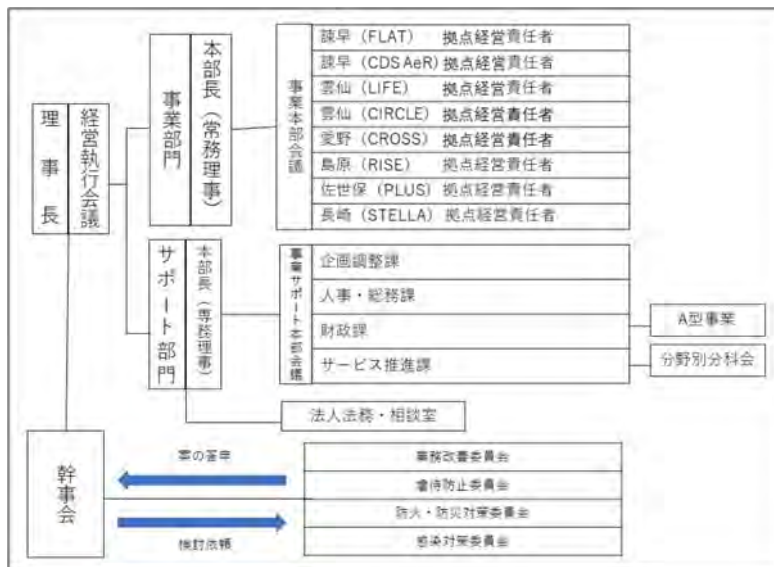 理事長
経営執行会議
事業部門
本部長（常務理事）
事業本部会議
諫早（FLAT） 拠点経営責任者
諫早（CDS AeR）拠点経営責任者
雲仙（LIFE） 拠点経営責任者
雲仙（CIRCLE）拠点経営責任者
愛野（CROSS） 拠点経営責任者
島原（RISE） 拠点経営責任者
佐世保（PLUS） 拠点経営責任者
長崎（STELLA）拠点経営責任者
サポート部門
本部長（専務理事）
事業サポート本部会議
企画調整課
人事・総務課
財政課
サービス推進課
A型事業
分野別分科会
法人法務・相談室
幹事会
案の答申
検討依頼
業務改善委員会
虐待防止委員会
防火・防災対策委員会
感染対策委員会